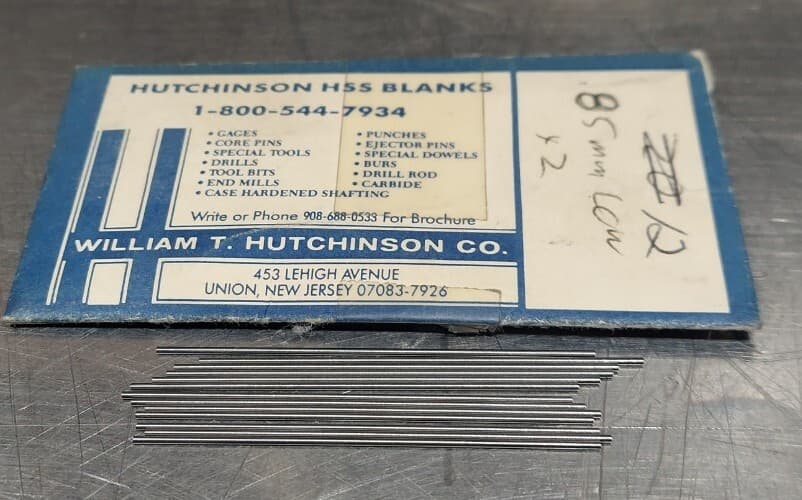 HUTCHINSON HSS BLANKS
1-800-544-7934
• GAGES
• CORE PINS
• SPECIAL TOOLS
• DRILLS
• TOOL BITS
• END MILLS
• CASE HARDENED SHAFTING
• PUNCHES
• EJECTOR PINS
• SPECIAL DOWELS
• BURS
• DRILL ROD
• CARBIDE
Write or Phone 908-688-0533 For Brochure
WILLIAM T. HUTCHINSON CO.
453 LEHIGH AVENUE
UNION, NEW JERSEY 07083-7926
12
x 2